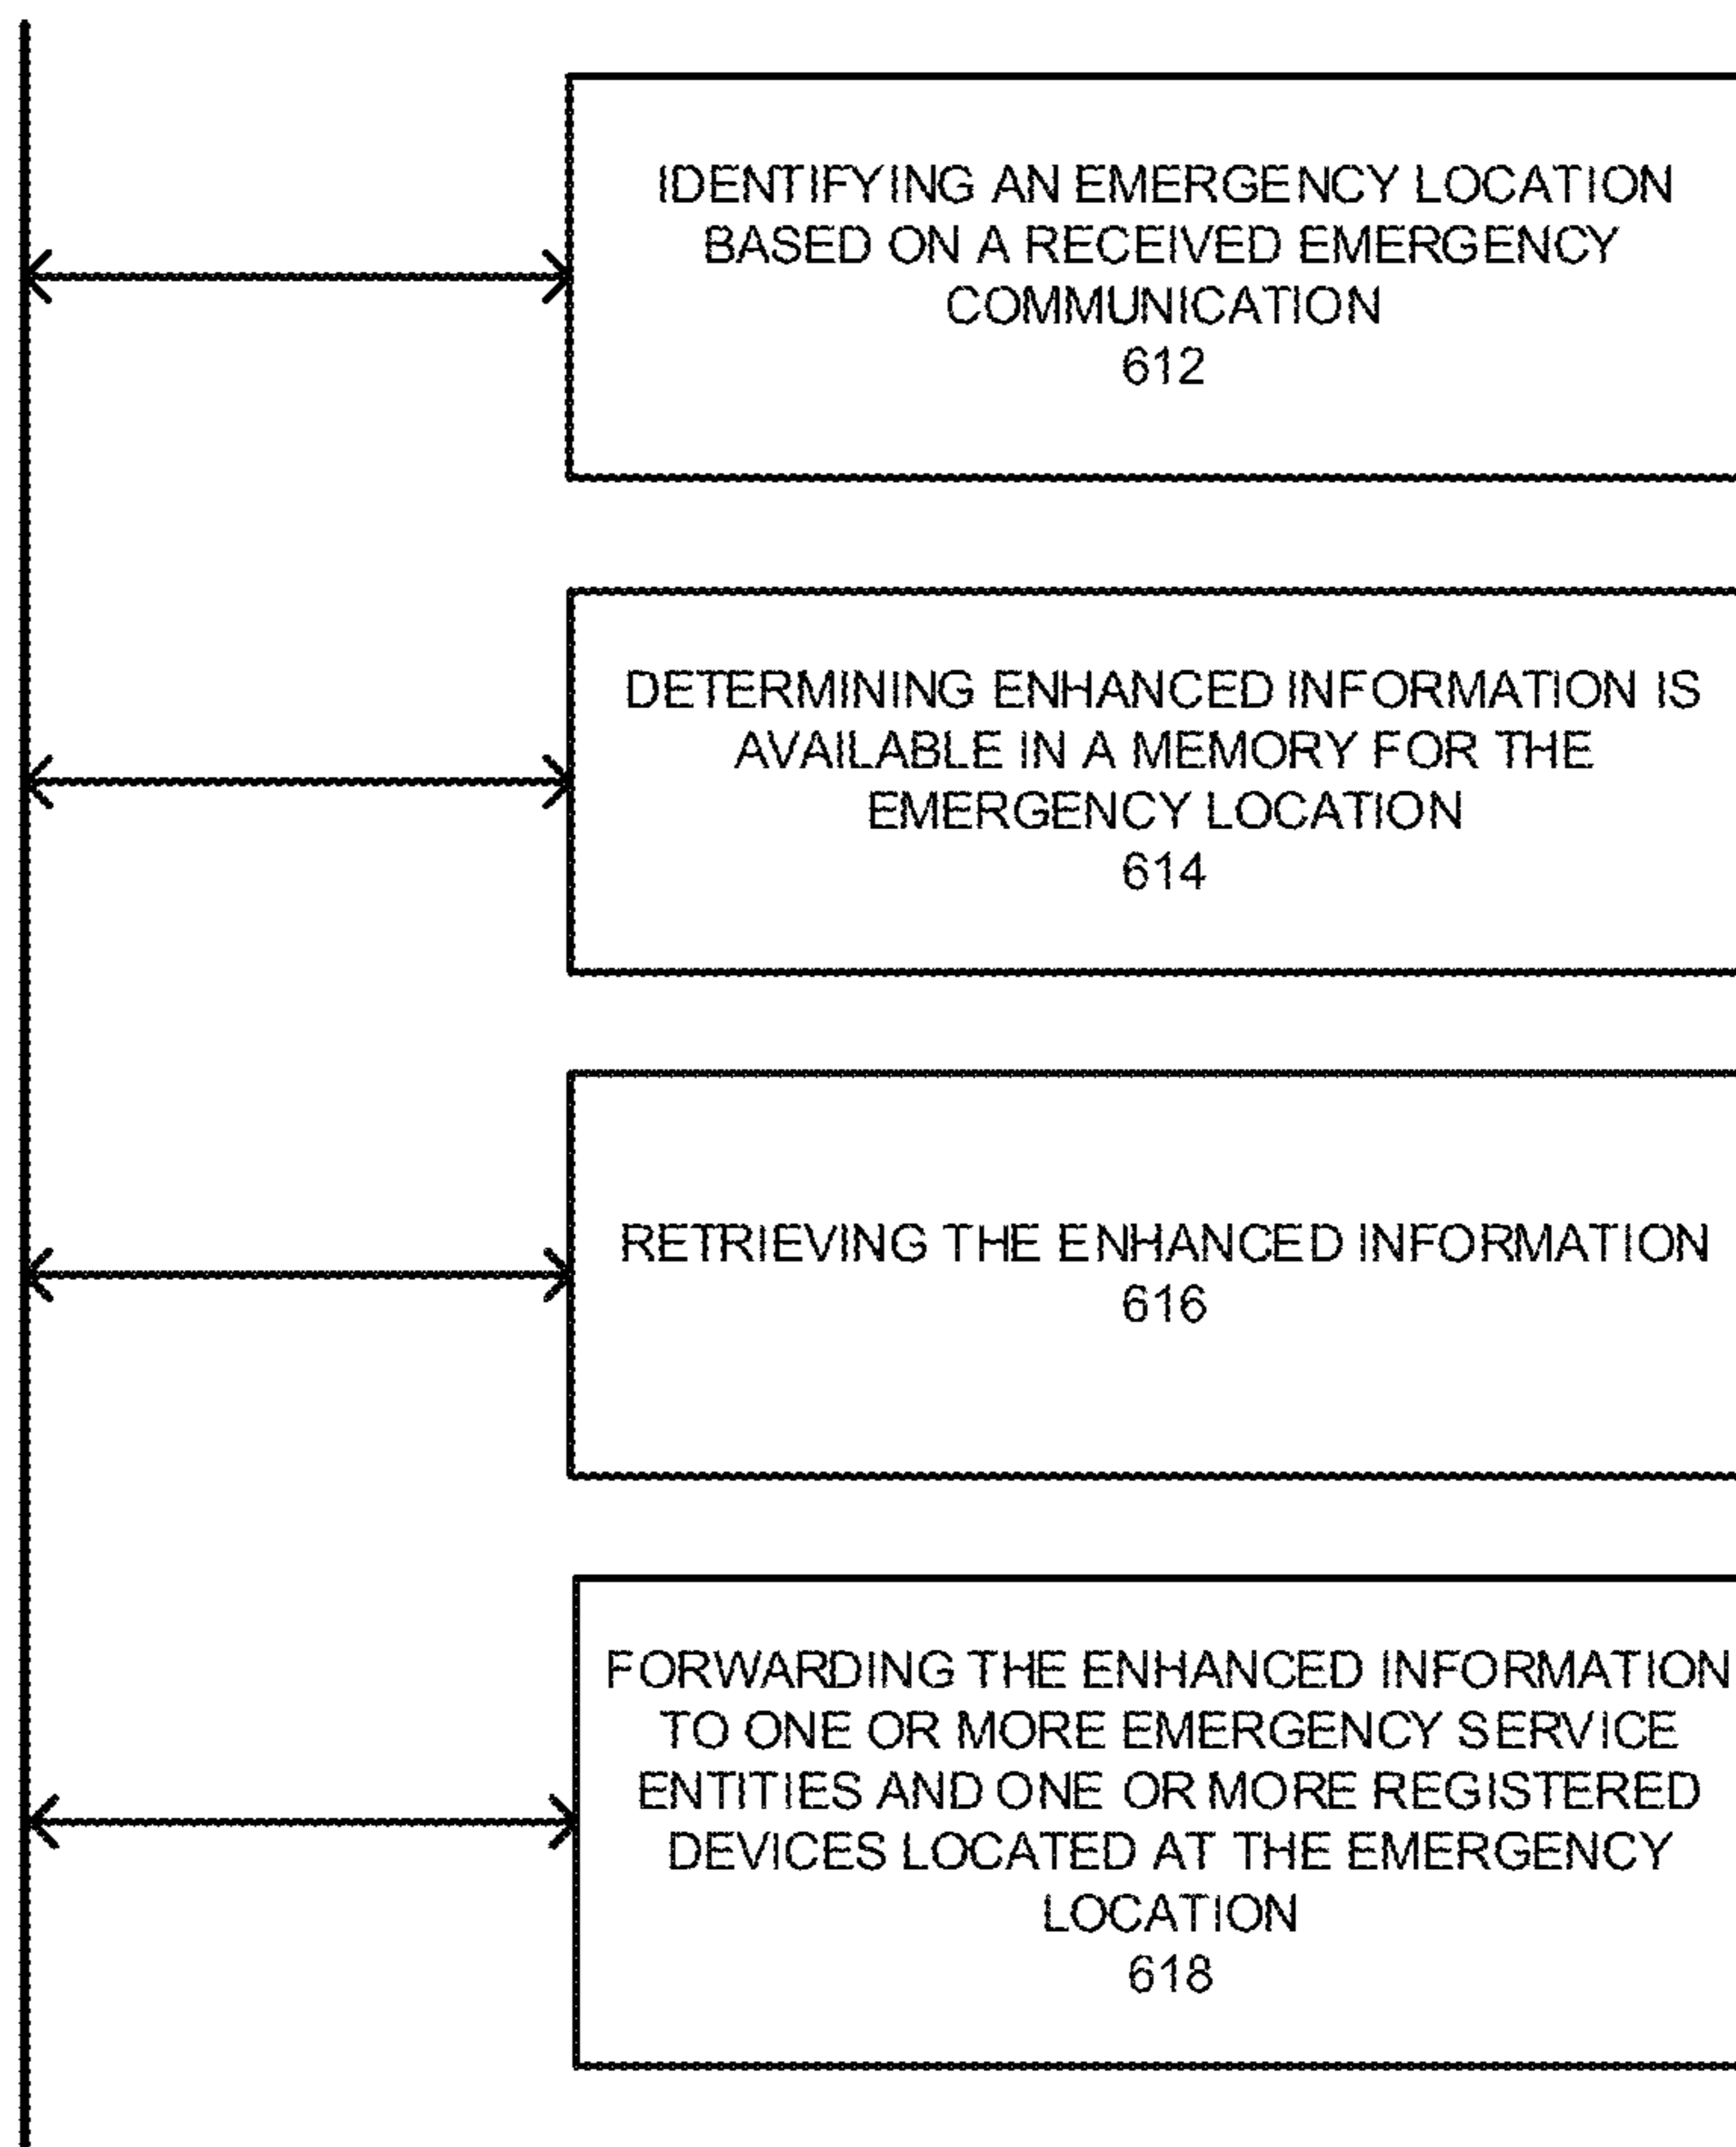 IDENTIFYING AN EMERGENCY LOCATION
BASED ON A RECEIVED EMERGENCY
COMMUNICATION
612
DETERMINING ENHANCED INFORMATION IS
AVAILABLE IN A MEMORY FOR THE
EMERGENCY LOCATION
614
RETRIEVING THE ENHANCED INFORMATION
616
FORWARDING THE ENHANCED INFORMATION
TO ONE OR MORE EMERGENCY SERVICE
ENTITIES AND ONE OR MORE REGISTERED
DEVICES LOCATED AT THE EMERGENCY
LOCATION
618